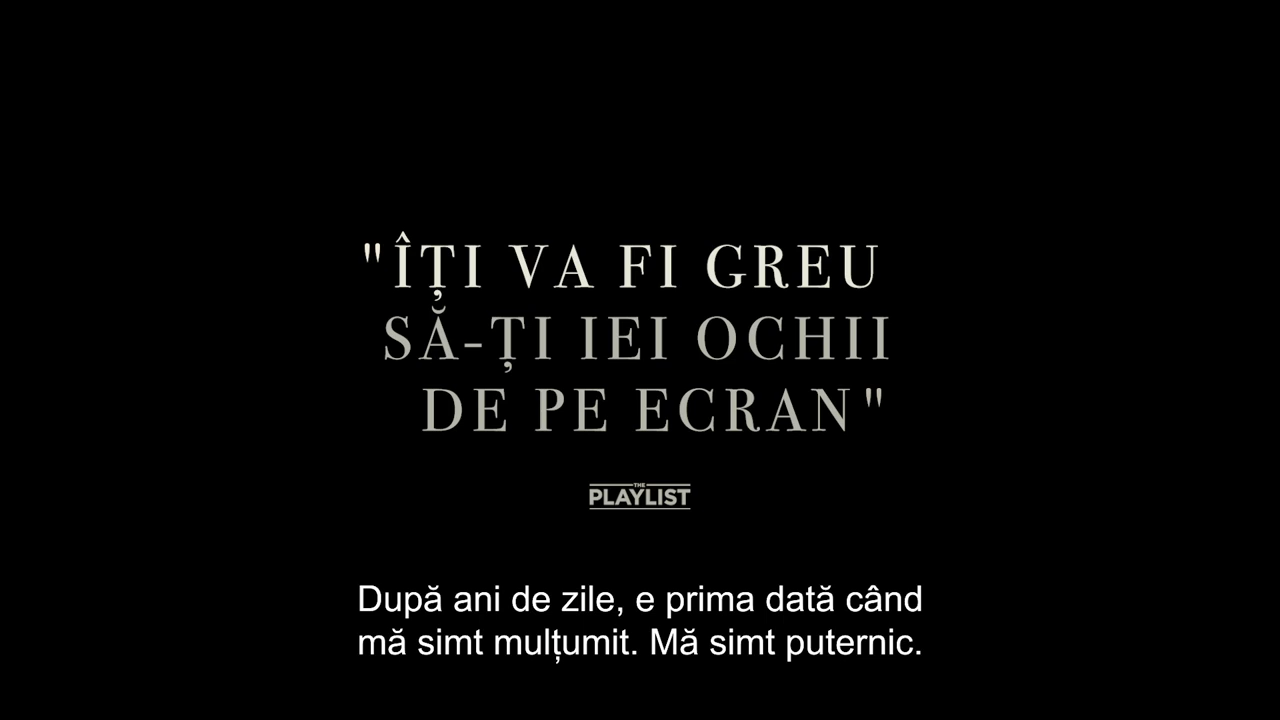 "ÎȚI VA FI GREU
SĂ-ȚI IEI OCHII
DE PE ECRAN"
THE
PLAYLIST
După ani de zile, e prima dată când
mă simt mulțumit. Mă simt puternic.